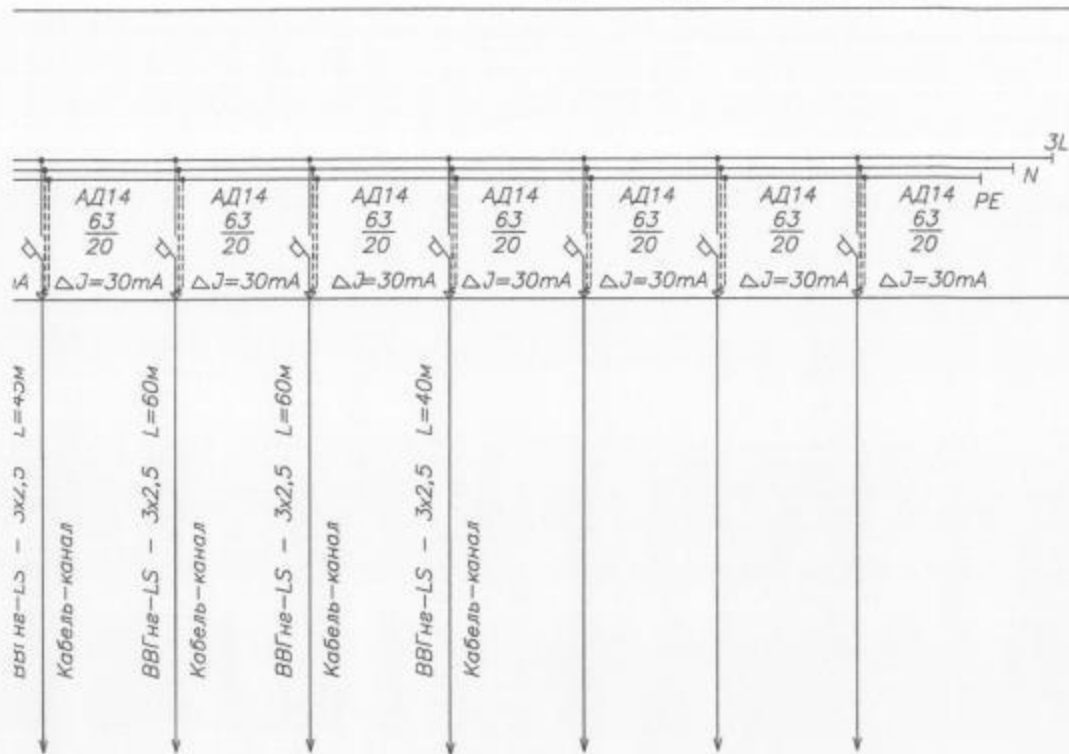 3L
N
PE
АД14
63
20
ΔJ=30mA
АД14
63
20
ΔJ=30mA
АД14
63
20
ΔJ=30mA
АД14
63
20
ΔJ=30mA
АД14
63
20
ΔJ=30mA
АД14
63
20
ΔJ=30mA
АД14
63
20
ΔJ=30mA
Кабель-канал
ВВГнг-LS - 3х2,5 L=60м
Кабель-канал
ВВГнг-LS - 3х2,5 L=60м
Кабель-канал
ВВГнг-LS - 3х2,5 L=40м
Кабель-канал